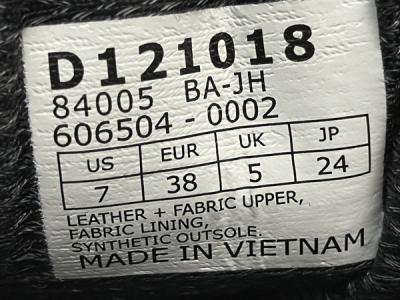 D121018
84005 BA-JH
606504-0002
US EUR UK JP
7 38 5 24
LEATHER + FABRIC UPPER,
FABRIC LINING,
SYNTHETIC OUTSOLE.
MADE IN VIETNAM